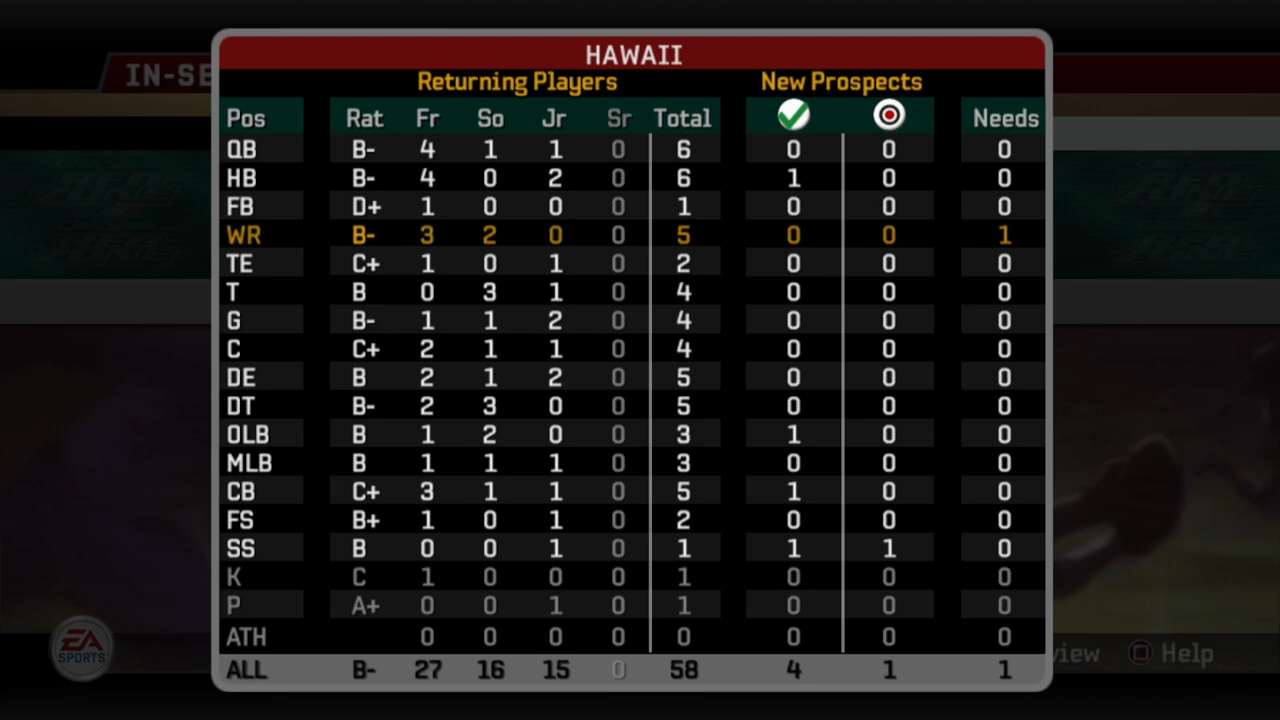 IN-SE
HAWAII
Returning Players New Prospects
Pos Rat Fr So Jr Sr Total Needs
QB B- 4 1 1 0 6 0 0 0
HB B- 4 0 2 0 6 1 0 0
FB D+ 1 0 0 0 1 0 0 0
WR B- 3 2 0 0 5 0 0 1
TE C+ 1 0 1 0 2 0 0 0
T B 0 3 1 0 4 0 0 0
G B- 1 1 2 0 4 0 0 0
C C+ 2 1 1 0 4 0 0 0
DE B 2 1 2 0 5 0 0 0
DT B- 2 3 0 0 5 0 0 0
OLB B 1 2 0 0 3 1 0 0
MLB B 1 1 1 0 3 0 0 0
CB C+ 3 1 1 0 5 1 0 0
FS B+ 1 0 1 0 2 0 0 0
SS B 0 0 1 0 1 1 1 0
K C 1 0 0 0 1 0 0 0
P A+ 0 0 1 0 1 0 0 0
ATH 0 0 0 0 0 0 0 0
ALL B- 27 16 15 0 58 4 1 1
EA SPORTS
view Help